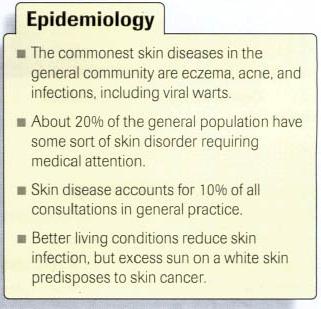 Epidemiology
■ The commonest skin diseases in the
general community are eczema, acne, and
infections, including viral warts.
■ About 20% of the general population have
some sort of skin disorder requiring
medical attention.
■ Skin disease accounts for 10% of all
consultations in general practice.
■ Better living conditions reduce skin
infection, but excess sun on a white skin
predisposes to skin cancer.